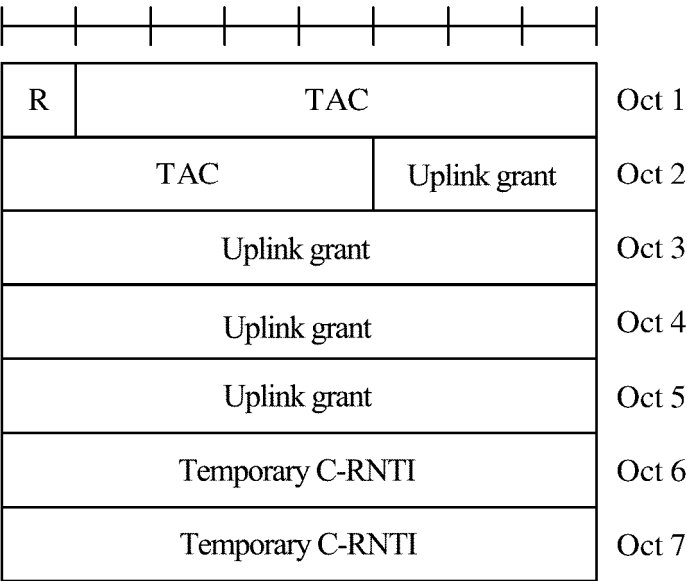 R TAC Oct 1
TAC Uplink grant Oct 2
Uplink grant Oct 3
Uplink grant Oct 4
Uplink grant Oct 5
Temporary C-RNTI Oct 6
Temporary C-RNTI Oct 7